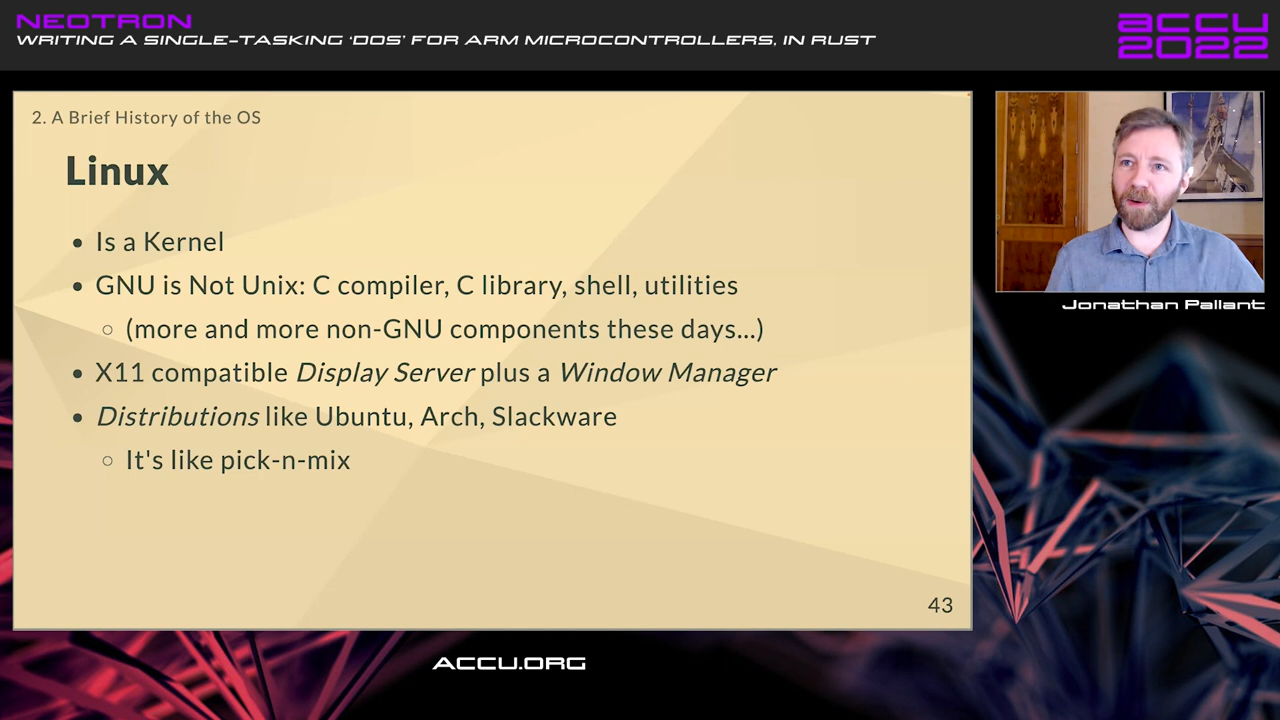 NEOTRON
WRITING A SINGLE-TASKING 'DOS' FOR ARM MICROCONTROLLERS, IN RUST
ACCU
2022
2. A Brief History of the OS
Linux
• Is a Kernel
• GNU is Not Unix: C compiler, C library, shell, utilities
○ (more and more non-GNU components these days...)
• X11 compatible Display Server plus a Window Manager
• Distributions like Ubuntu, Arch, Slackware
○ It's like pick-n-mix
43
Jonathan Pallant
ACCU.ORG